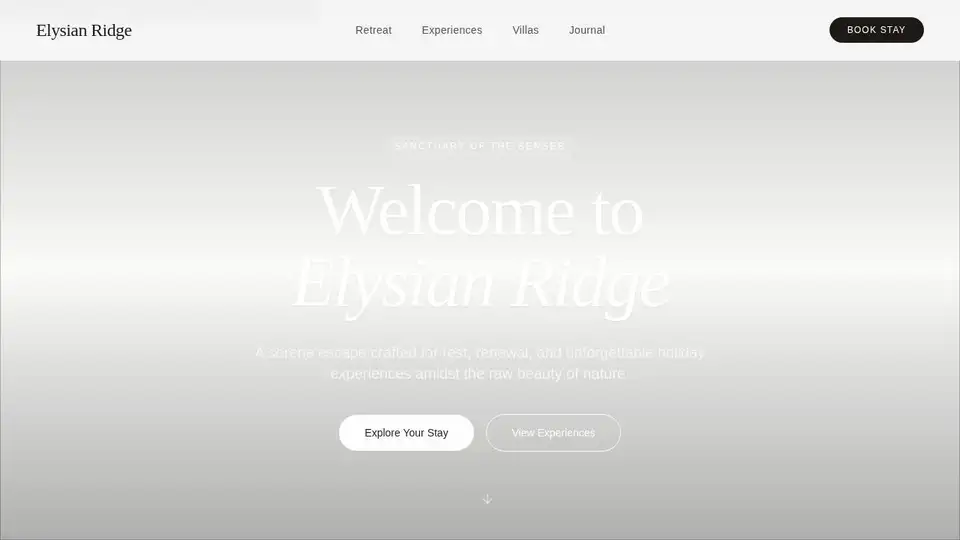 Elysian Ridge
Retreat
Experiences
Villas
Journal
BOOK STAY
SANCTUARY OF THE SENSES
Welcome to
Elysian Ridge
A serene escape crafted for rest, renewal, and unforgettable holiday
experiences amidst the raw beauty of nature.
Explore Your Stay
View Experiences